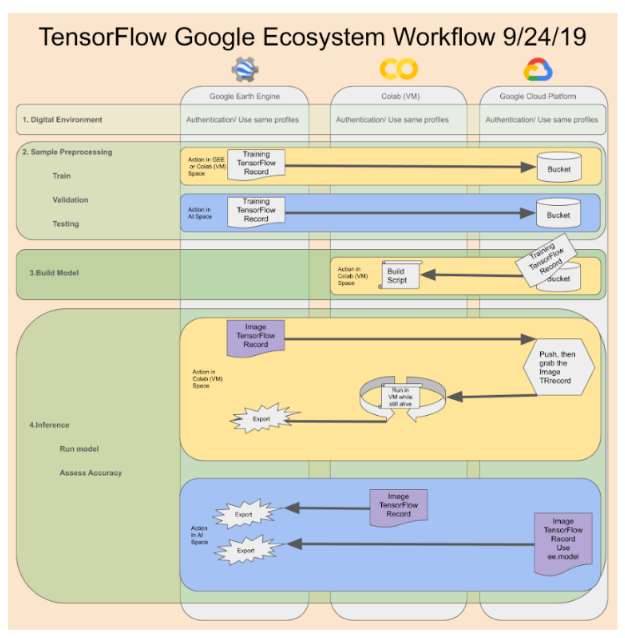 TensorFlow Google Ecosystem Workflow 9/24/19
Google Earth Engine
Colab (VM)
Google Cloud Platform
1. Digital Environment
Authentication/ Use same profiles
Authentication/ Use same profiles
Authentication/ Use same profiles
2. Sample Preprocessing
Train
Validation
Testing
Action in GEE
or Colab (VM)
Space
Training
TensorFlow
Record
Bucket
Action in
AI Space
Training
TensorFlow
Record
Bucket
3.Build Model
Action in
Colab (VM)
Space
Build
Script
Training
TensorFlow
Record
Bucket
4.Inference
Run model
Assess Accuracy
Image
TensorFlow
Record
Push, then
grab the
Image
TRrecord
Action in
Colab (VM)
Space
Run in
VM while
still alive
Export
Action
In AI
Space
Export
Image
TensorFlow
Record
Export
Image
TensorFlow
Record
Use
ee.model